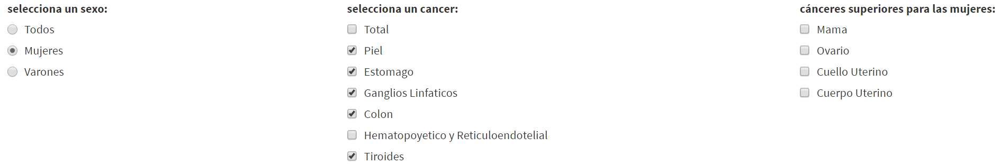 selecciona un sexo:
Todos
Mujeres
Varones
selecciona un cancer:
Total
Piel
Estomago
Ganglios Linfaticos
Colon
Hematopoyetico y Reticuloendotelial
Tiroides
cánceres superiores para las mujeres:
Mama
Ovario
Cuello Uterino
Cuerpo Uterino